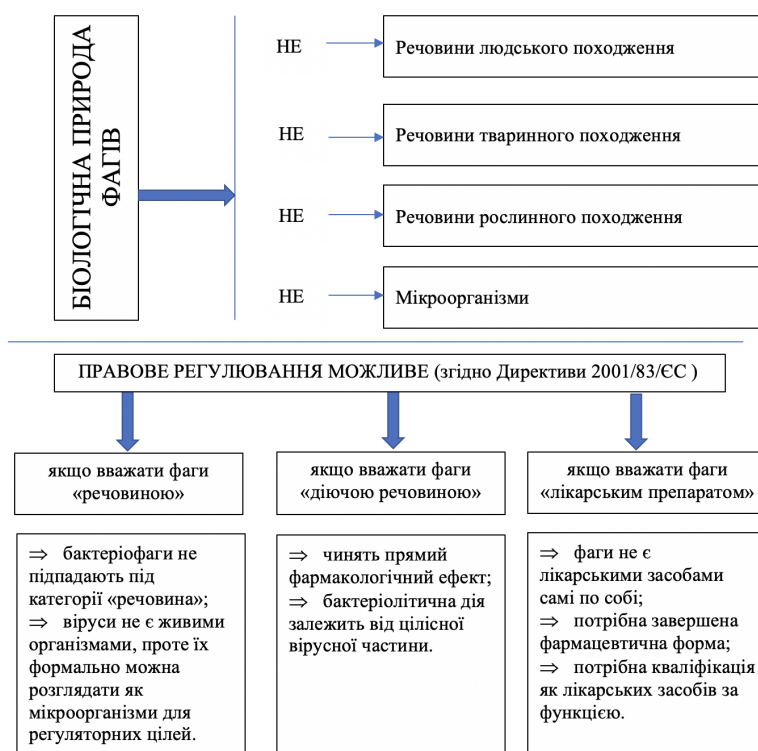 БІОЛОГІЧНА ПРИРОДА
ФАГІВ
НЕ
Речовини людського походження
НЕ
Речовини тваринного походження
НЕ
Речовини рослинного походження
НЕ
Мікроорганізми
ПРАВОВЕ РЕГУЛЮВАННЯ МОЖЛИВЕ (згідно Директиви 2001/83/ЄС )
якщо вважати фаги
«речовиною»
якщо вважати фаги
«діючою речовиною»
якщо вважати фаги
«лікарським препаратом»
⇒ бактеріофаги не
підпадають під
категорії «речовина»;
⇒ віруси не є живими
організмами, проте їх
формально можна
розглядати як
мікроорганізми для
регуляторних цілей.
⇒ чинять прямий
фармакологічний ефект;
⇒ бактеріолітична дія
залежить від цілісної
вірусної частини.
⇒ фаги не є
лікарськими засобами
самі по собі;
⇒ потрібна завершена
фармацевтична форма;
⇒ потрібна кваліфікація
як лікарських засобів за
функцією.